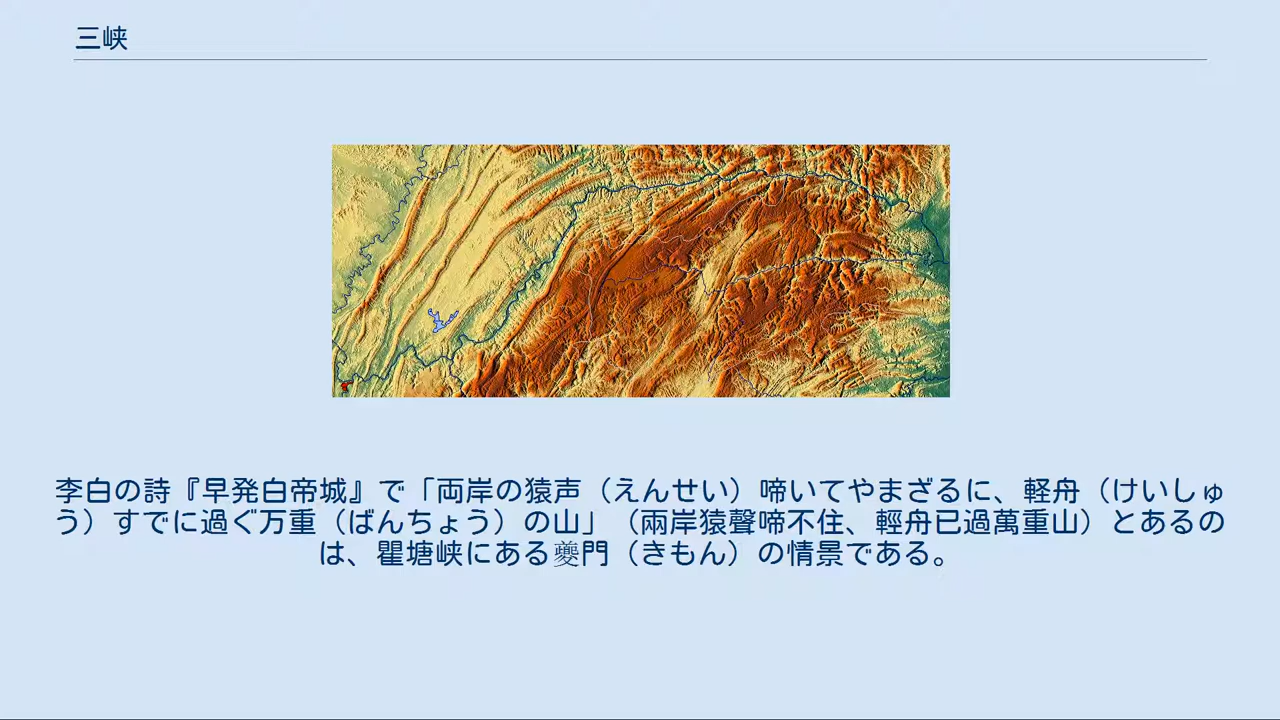 三峡
李白の詩『早発白帝城』で「両岸の猿声（えんせい）啼いてやまざるに、軽舟（けいしゅ
う）すでに過ぐ万重（ばんちょう）の山」（兩岸猿聲啼不住、輕舟已過萬重山）とあるの
は、瞿塘峡にある夔門（きもん）の情景である。